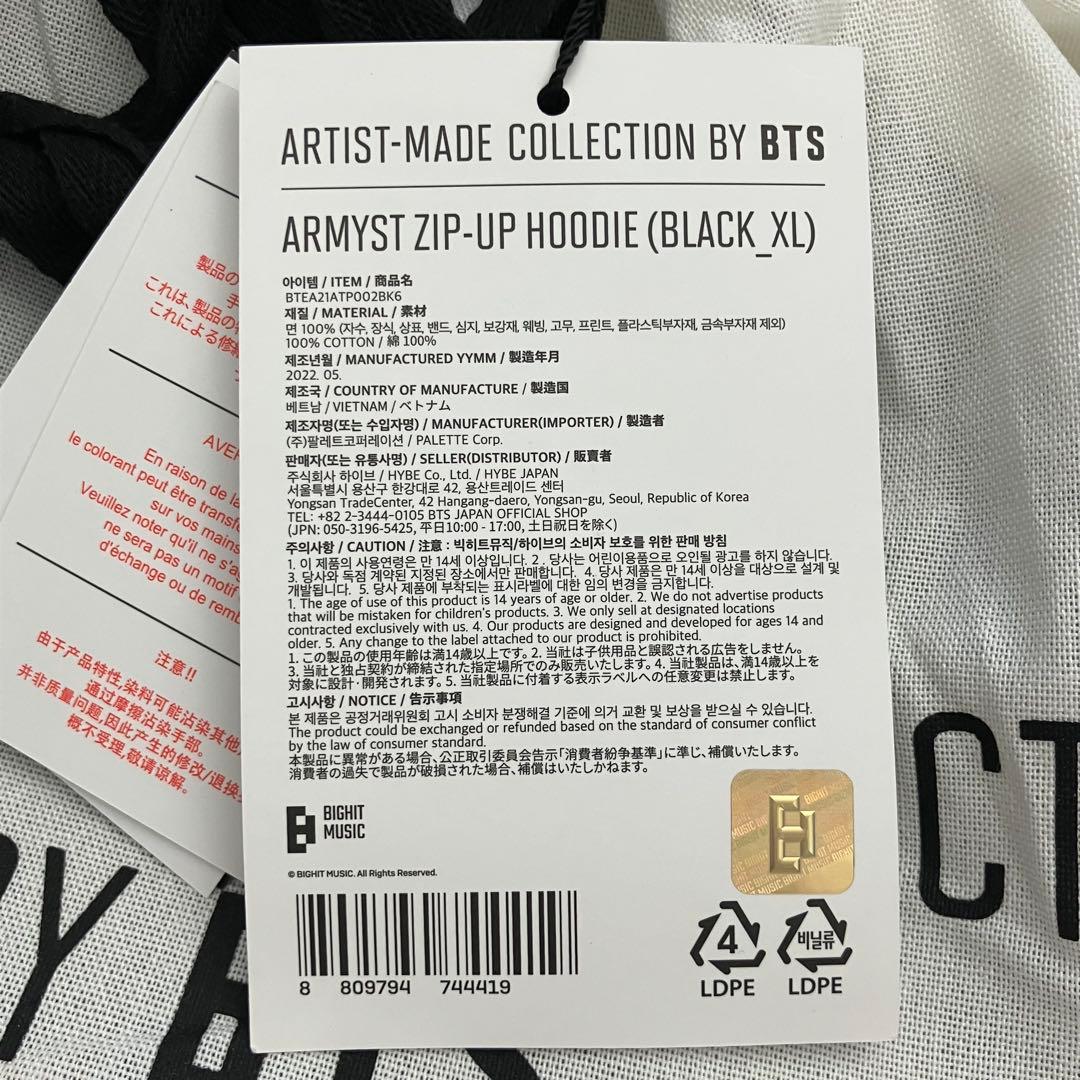 ARTIST-MADE COLLECTION BY BTS
ARMYST ZIP-UP HOODIE (BLACK_XL)
아이템 / ITEM / 商品名
BTEA21ATP002BK6
재질 / MATERIAL / 素材
면 100% (자수, 장식, 상표, 밴드, 심지, 보강재, 웨빙, 고무, 프린트, 플라스틱부자재, 금속부자재 제외)
100% COTTON / 綿 100%
제조년월 / MANUFACTURED YYMM / 製造年月
2022. 05.
제조국 / COUNTRY OF MANUFACTURE / 製造国
베트남 / VIETNAM / ベトナム
제조자명(또는 수입자명) / MANUFACTURER(IMPORTER) / 製造者
(주)팔레트코퍼레이션 / PALETTE Corp.
판매자(또는 유통사명) / SELLER(DISTRIBUTOR) / 販賣者
주식회사 하이브 / HYBE Co., Ltd. / HYBE JAPAN
서울특별시 용산구 한강대로 42, 용산트레이드 센터
Yongsan TradeCenter, 42 Hangang-daero, Yongsan-gu, Seoul, Republic of Korea
TEL: +82 2-3444-0105 BTS JAPAN OFFICIAL SHOP
(JPN: 050-3196-5425, 平日10:00 - 17:00, 土日祝日を除く)
주의사항 / CAUTION / 注意 : 빅히트뮤직/하이브의 소비자 보호를 위한 판매 방침
1. 이 제품의 사용연령은 만 14세 이상입니다. 2. 당사는 어린이용품으로 오인될 광고를 하지 않습니다.
3. 당사와 독점 계약된 지정된 장소에서만 판매합니다. 4. 당사 제품은 만 14세 이상을 대상으로 설계 및
개발됩니다. 5. 당사 제품에 부착되는 표시라벨에 대한 임의 변경을 금지합니다.
1. The age of use of this product is 14 years of age or older. 2. We do not advertise products
that will be mistaken for children's products. 3. We only sell at designated locations
contracted exclusively with us. 4. Our products are designed and developed for ages 14 and
older. 5. Any change to the label attached to our product is prohibited.
1. この製品の使用年齢は満14歳以上です。2. 当社は子供用品と誤認される広告をしません。
3. 当社と独占契約が締結された指定場所でのみ販売いたします。4. 当社製品は、満14歳以上を
対象に設計·開発されます。5. 当社製品に付着する表示ラベルへの任意変更は禁止します。
고시사항 / NOTICE / 告示事項
본 제품은 공정거래위원회 고시 소비자 분쟁해결 기준에 의거 교환 및 보상을 받으실 수 있습니다.
The product could be exchanged or refunded based on the standard of consumer conflict
by the law of consumer standard.
本製品に異常がある場合、公正取引委員会告示「消費者紛争基準」に準じ、補償いたします。
消費者の過失で製品が破損された場合、補償はいたしかねます。
BIGHIT
MUSIC
© BIGHIT MUSIC. All Rights Reserved.
8 809794 744419
BIGHIT
MUSIC BIGHIT
4
LDPE
비닐류
LDPE
製品の
これは、製品の
これによる修
AVER
En raison de la
le colorant peut être transfé
sur vos mains
Veuillez noter qu'il ne s'a
ne sera pas un motif
d'échange ou de remb
注意!!
由于产品特性,染料可能沾染其他
通过摩擦沾染手部。
并非质量问题,因此产生的修改/退换
概不受理,敬请谅解。
CT
BY BTS